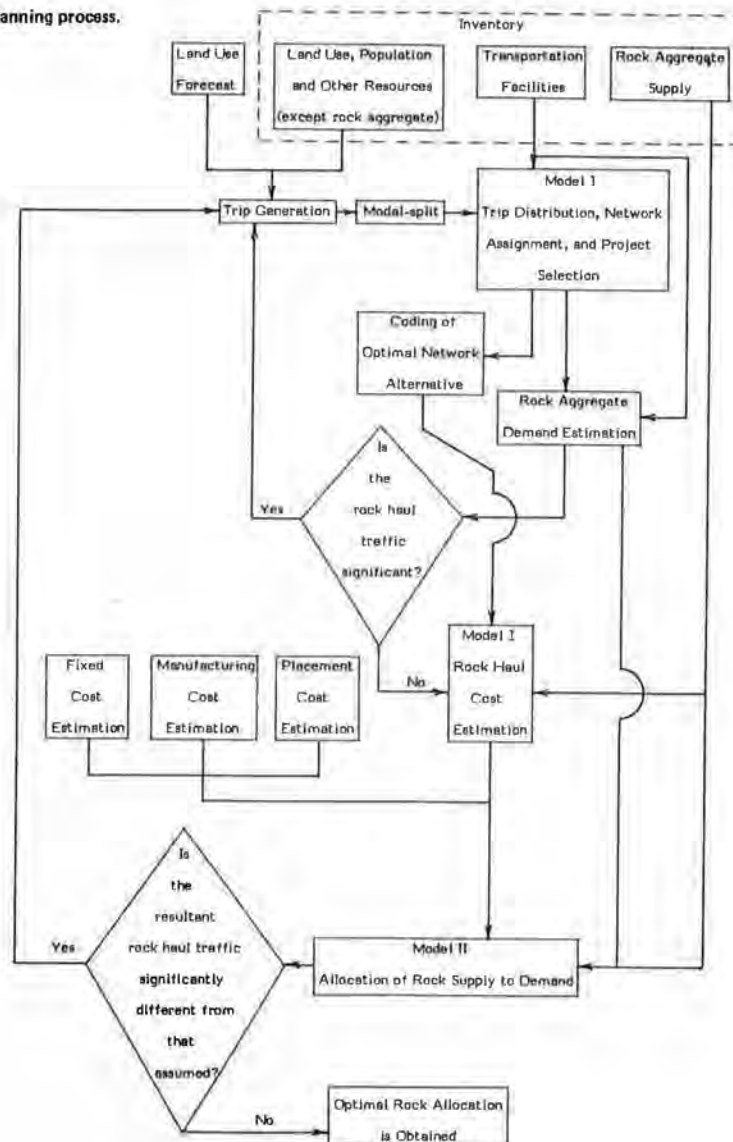 anning process.
Inventory
Land Use
Forecast
Land Use, Population
and Other Resources
(except rock aggregate)
Transportation
Facilities
Rock Aggregate
Supply
Trip Generation
Modal-split
Model I
Trip Distribution, Network
Assignment, and Project
Selection
Coding of
Optimal Network
Alternative
Rock Aggregate
Demand Estimation
Is
the
rock haul
traffic
significant?
Yes
No
Fixed
Cost
Estimation
Manufacturing
Cost
Estimation
Placement
Cost
Estimation
Model I
Rock Haul
Cost
Estimation
Is
the
resultant
rock haul traffic
significantly
different from
that
assumed?
Yes
No
Model II
Allocation of Rock Supply to Demand
Optimal Rock Allocation
is Obtained